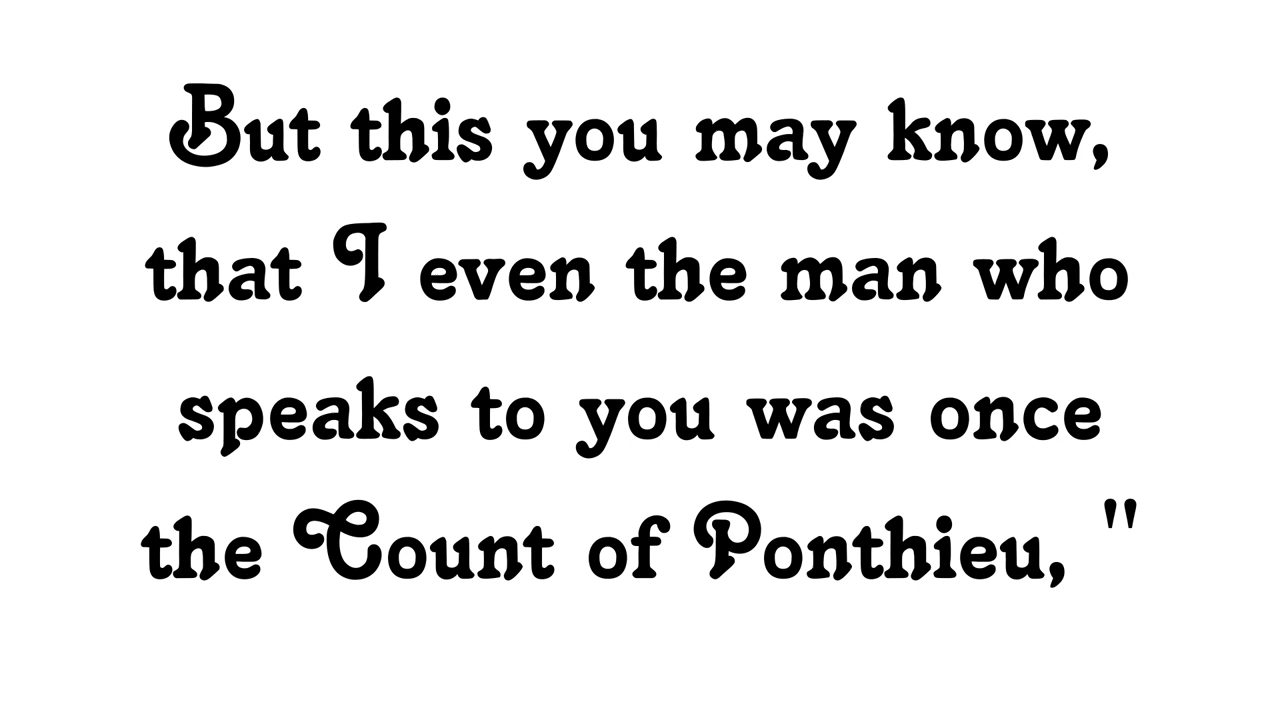 But this you may know,
that I even the man who
speaks to you was once
the Count of Ponthieu, "